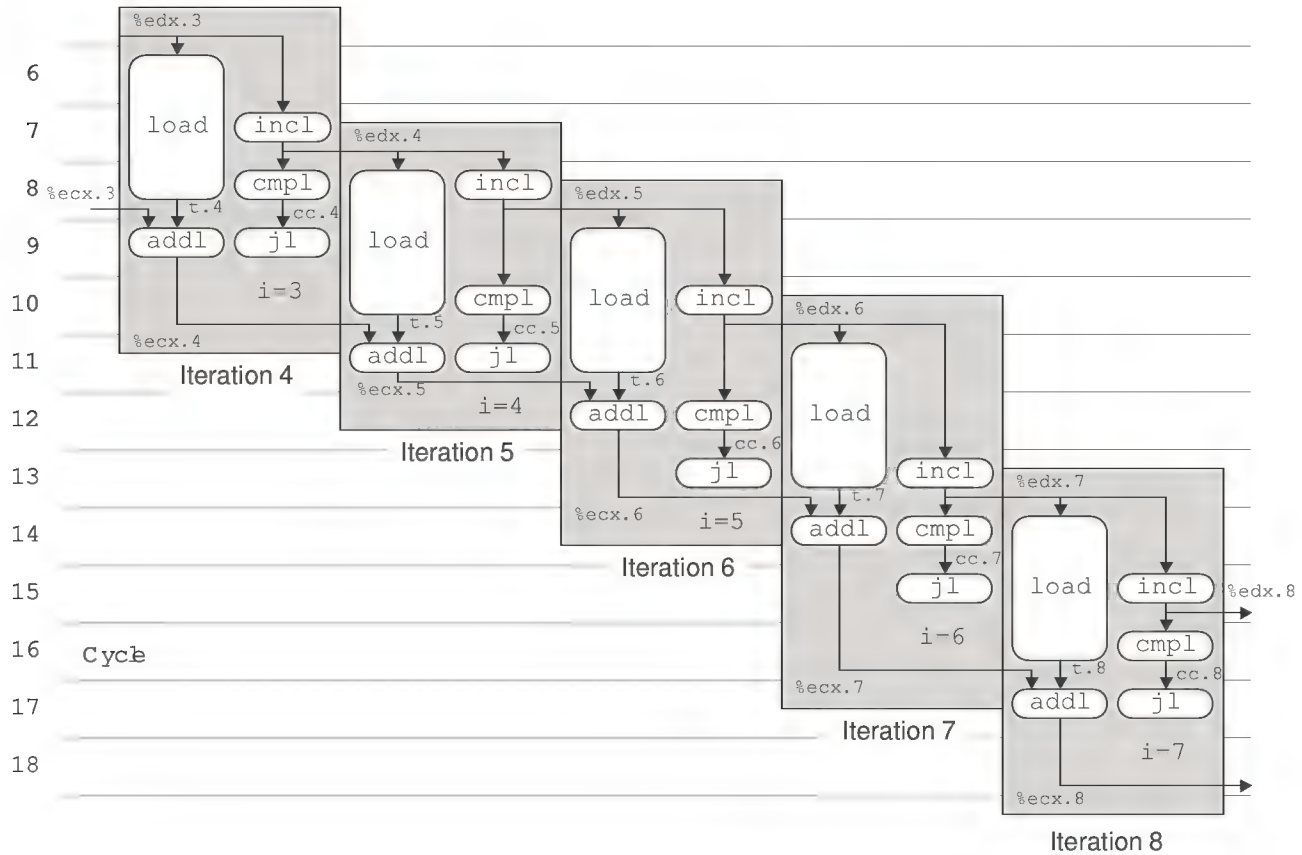 %edx.3
6
load
incl
7
%edx.4
cmpl
incl
8
%ecx.3
t.4
cc.4
%edx.5
addl
jl
load
9
i=3
cmpl
load
incl
10
%edx.6
t.5
cc.5
%ecx.4
addl
jl
11
Iteration 4
%ecx.5
t.6
i=4
addl
cmpl
load
12
Iteration 5
cc.6
jl
incl
13
%edx.7
t.7
%ecx.6
i=5
addl
cmpl
14
Iteration 6
cc.7
jl
load
incl
%edx.8
15
i-6
cmpl
16
Cycle
t.8
cc.8
%ecx.7
addl
jl
17
Iteration 7
i-7
18
%ecx.8
Iteration 8